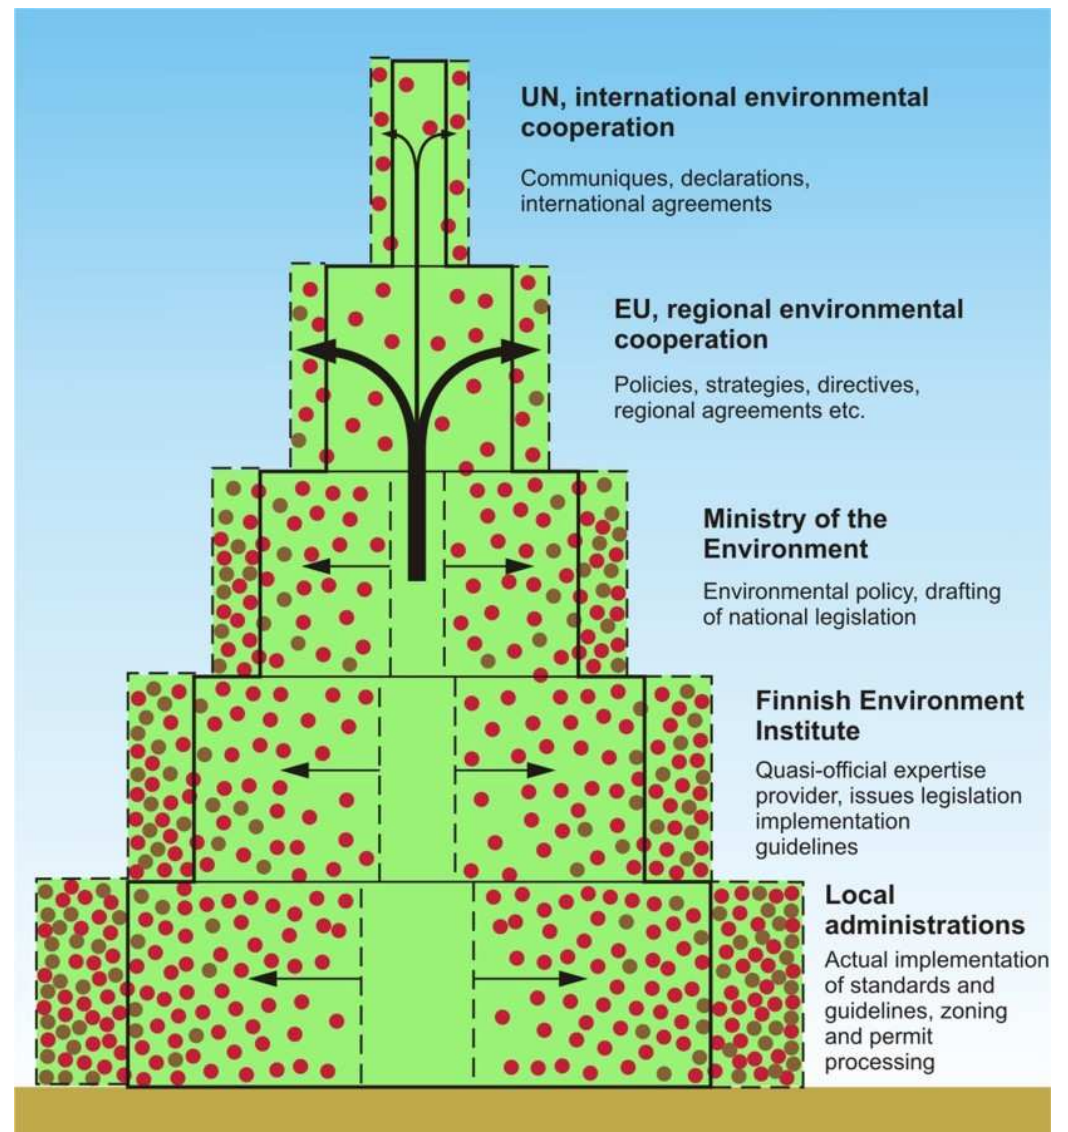 UN, international environmental
cooperation
Communiques, declarations,
international agreements
EU, regional environmental
cooperation
Policies, strategies, directives,
regional agreements etc.
Ministry of the
Environment
Environmental policy, drafting
of national legislation
Finnish Environment
Institute
Quasi-official expertise
provider, issues legislation
implementation
guidelines
Local
administrations
Actual implementation
of standards and
guidelines, zoning
and permit
processing